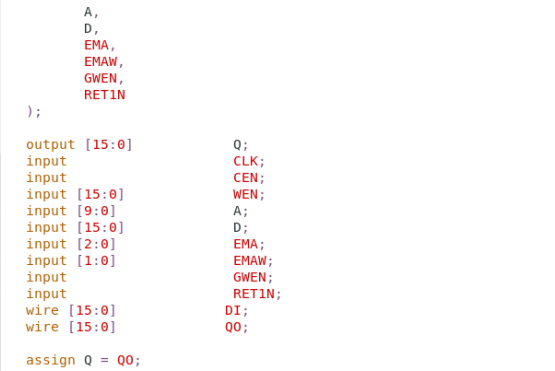 A,
D,
EMA,
EMAW,
GWEN,
RET1N
);
output [15:0] Q;
input CLK;
input CEN;
input [15:0] WEN;
input [9:0] A;
input [15:0] D;
input [2:0] EMA;
input [1:0] EMAW;
input GWEN;
input RET1N;
wire [15:0] DI;
wire [15:0] QO;
assign Q = QO;